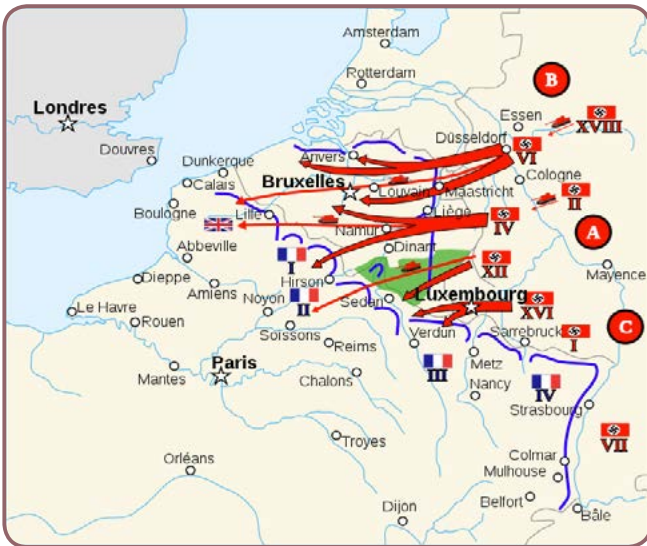 Amsterdam
Rotterdam
B
Essen
XVIII
Londres
Düsseldorf
Douvres
Dunkerque
Anvers
VI
Calais
Bruxelles
Louvain
Maastricht
Cologne
II
Boulogne
Lille
Liège
IV
A
Namur
Abbeville
I
Dinant
XII
Mayence
Dieppe
Hirson
Amiens
II
Luxembourg
Le Havre
Noyon
Sedan
XVI
C
Rouen
Soissons
Verdun
Sarrebruck
I
Reims
III
Metz
Paris
Mantes
Chalons
Nancy
IV
Strasbourg
Troyes
VII
Orléans
Colmar
Mulhouse
Belfort
Dijon
Bâle